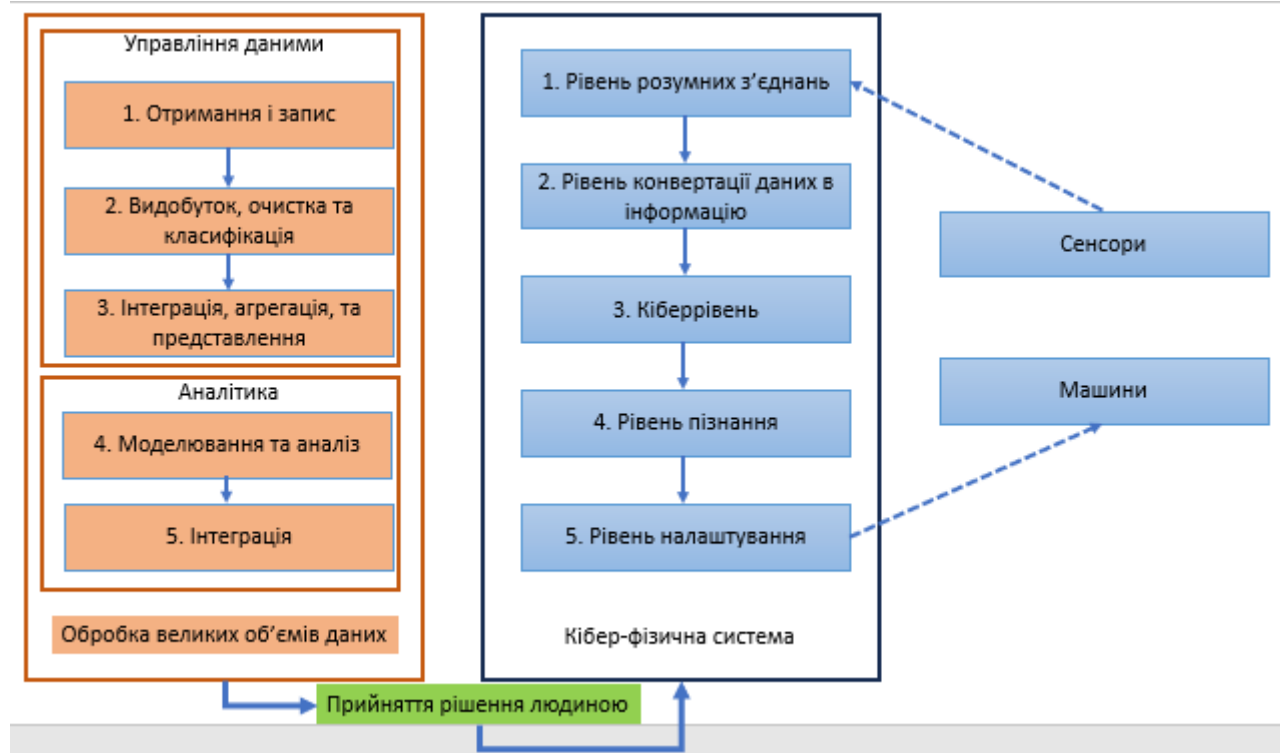 Управління даними
1. Отримання і запис
2. Видобуток, очистка та
класифікація
3. Інтеграція, агрегація, та
представлення
Аналітика
4. Моделювання та аналіз
5. Інтеграція
Обробка великих об’ємів даних
1. Рівень розумних з’єднань
2. Рівень конвертації даних в
інформацію
3. Кіберрівень
4. Рівень пізнання
5. Рівень налаштування
Кібер-фізична система
Сенсори
Машини
Прийняття рішення людиною